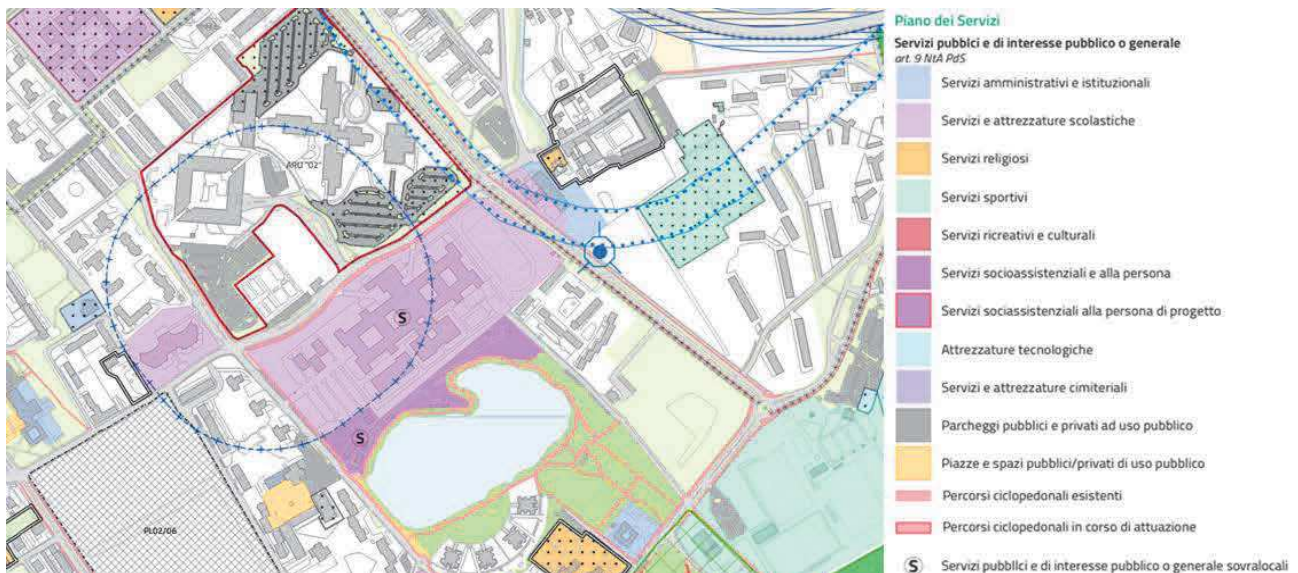 ARU "02"
S
S
PL02/06
Piano dei Servizi
Servizi pubblci e di interesse pubblico o generale
art. 9 NtA PdS
Servizi amministrativi e istituzionali
Servizi e attrezzature scolastiche
Servizi religiosi
Servizi sportivi
Servizi ricreativi e culturali
Servizi socioassistenziali e alla persona
Servizi sociassistenziali alla persona di progetto
Attrezzature tecnologiche
Servizi e attrezzature cimiteriali
Parcheggi pubblici e privati ad uso pubblico
Piazze e spazi pubblici/privati di uso pubblico
Percorsi ciclopedonali esistenti
Percorsi ciclopedonali in corso di attuazione
S Servizi pubbllci e di interesse pubblico o generale sovralocali